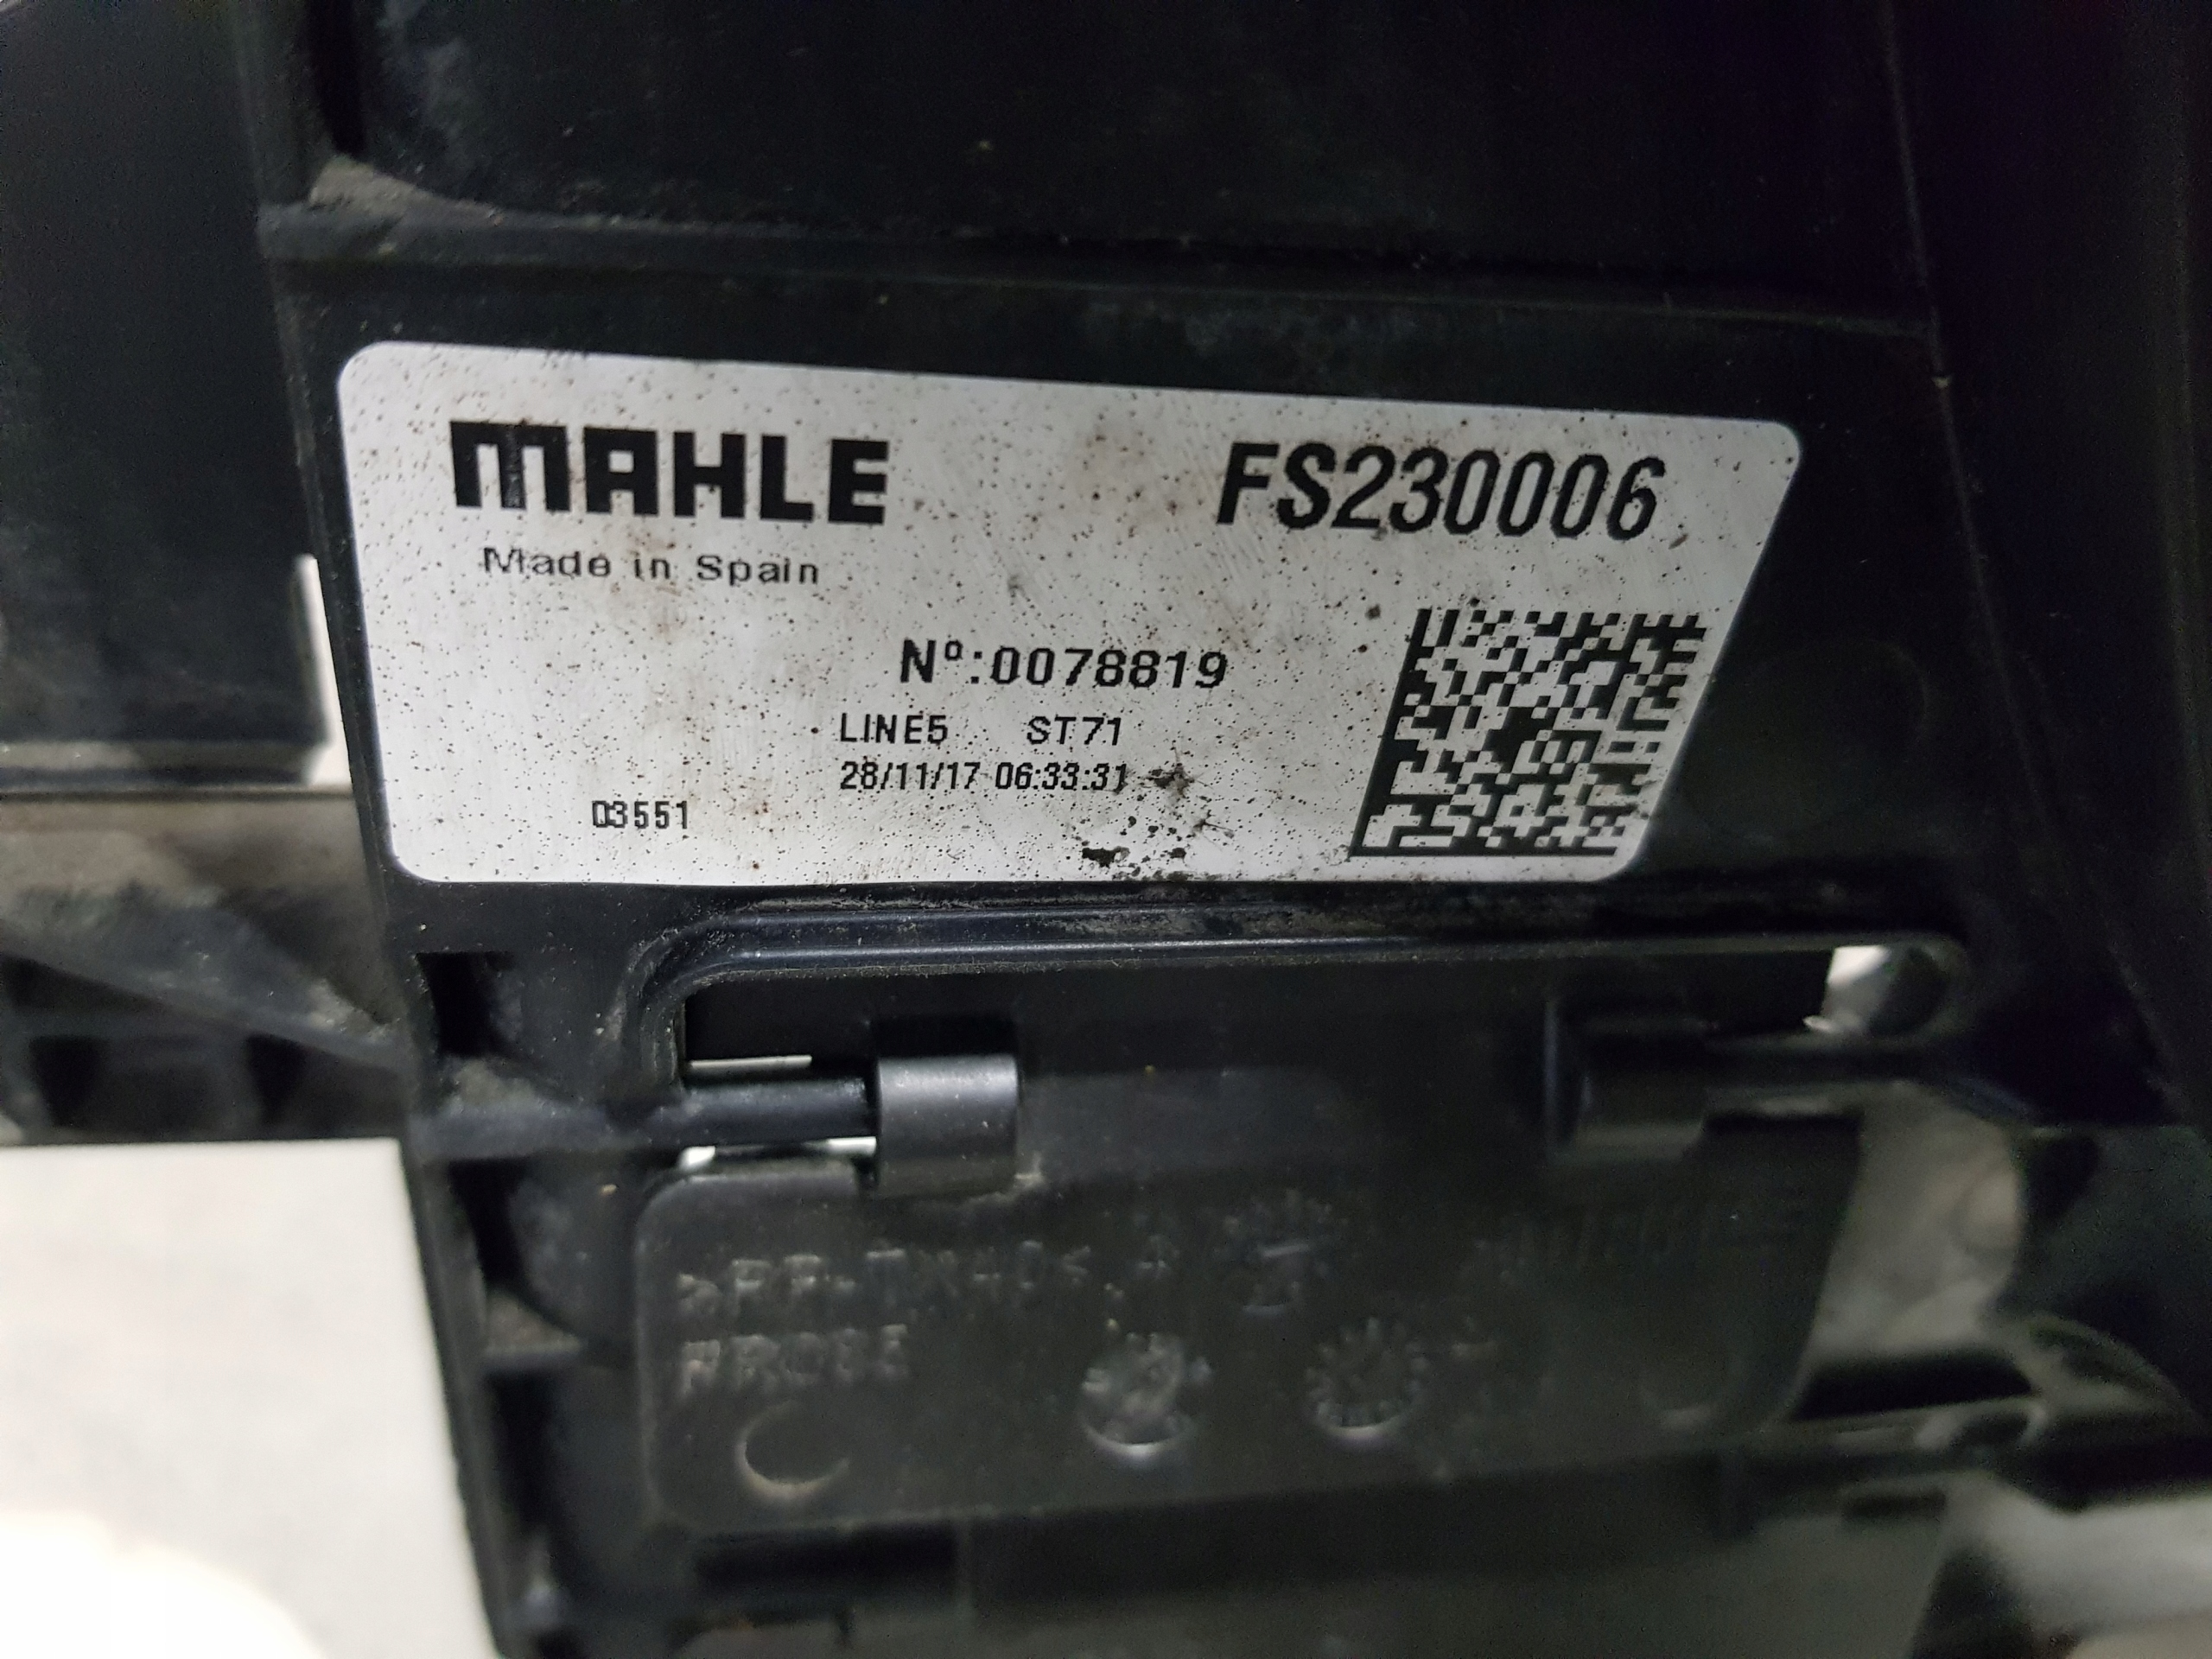 MAHLE FS230006
Made in Spain
Nº:0078819
LINE5 ST71
28/11/17 06:33:31
03551